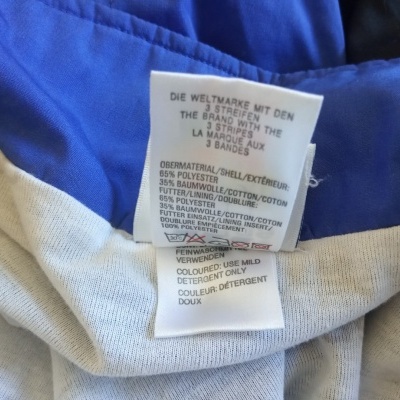 DIE WELTMARKE MIT DEN
3 STREIFEN
THE BRAND WITH THE
3 STRIPES
LA MARQUE AUX
3 BANDES
OBERMATERIAL/SHELL/EXTÉRIEUR:
65% POLYESTER
35% BAUMWOLLE/COTTON/COTON
FUTTER/LINING/DOUBLURE:
65% POLYESTER
35% BAUMWOLLE/COTTON/COTON
FUTTER EINSATZ/LINING INSERT/
DOUBLURE EMPIÈCEMENT:
100% POLYESTER
VERWENDEN
COLOURED: USE MILD
DETERGENT ONLY
COULEUR: DÉTERGENT
DOUX